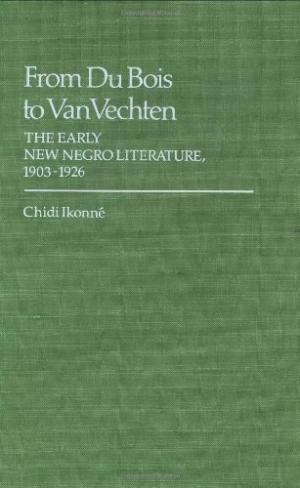 From Du Bois
to Van Vechten
THE EARLY
NEW NEGRO LITERATURE,
1903-1926
Chidi Ikonné